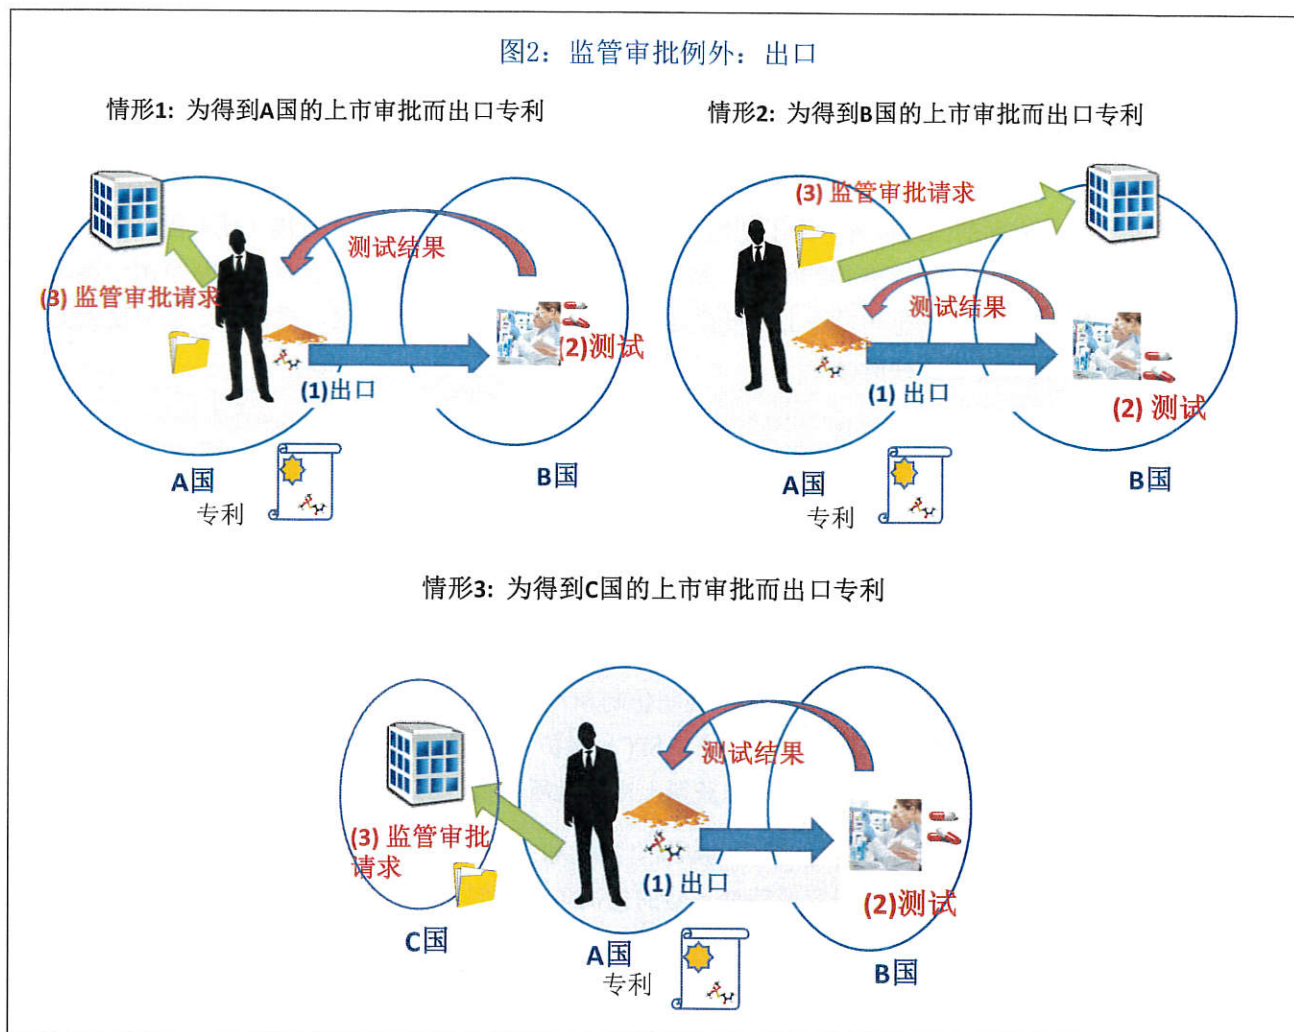 图2：监管审批例外：出口
情形1: 为得到A国的上市审批而出口专利
测试结果
(3) 监管审批请求
(2)测试
(1)出口
A国
专利
B国
情形2: 为得到B国的上市审批而出口专利
(3) 监管审批请求
测试结果
(1) 出口
(2) 测试
A国
专利
B国
情形3: 为得到C国的上市审批而出口专利
测试结果
(3) 监管审批
请求
(1) 出口
(2)测试
C国
A国
专利
B国